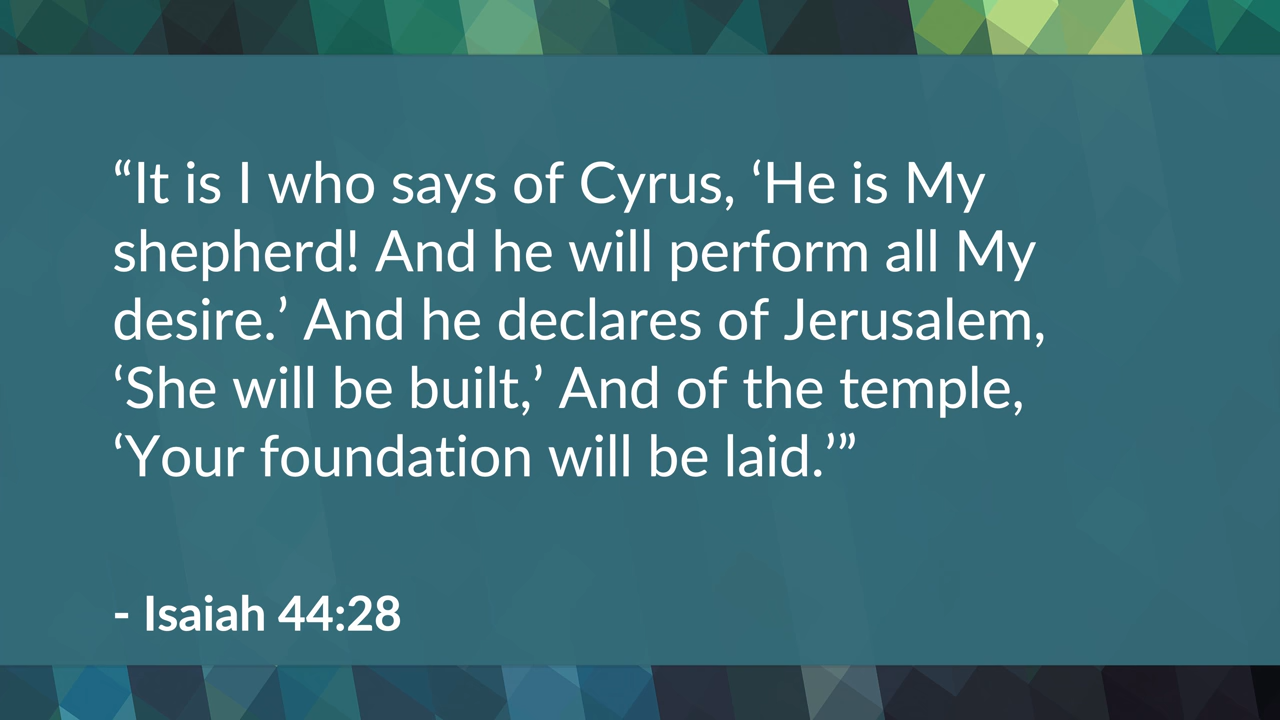 “It is I who says of Cyrus, ‘He is My
shepherd! And he will perform all My
desire.’ And he declares of Jerusalem,
‘She will be built,’ And of the temple,
‘Your foundation will be laid.’”
- Isaiah 44:28